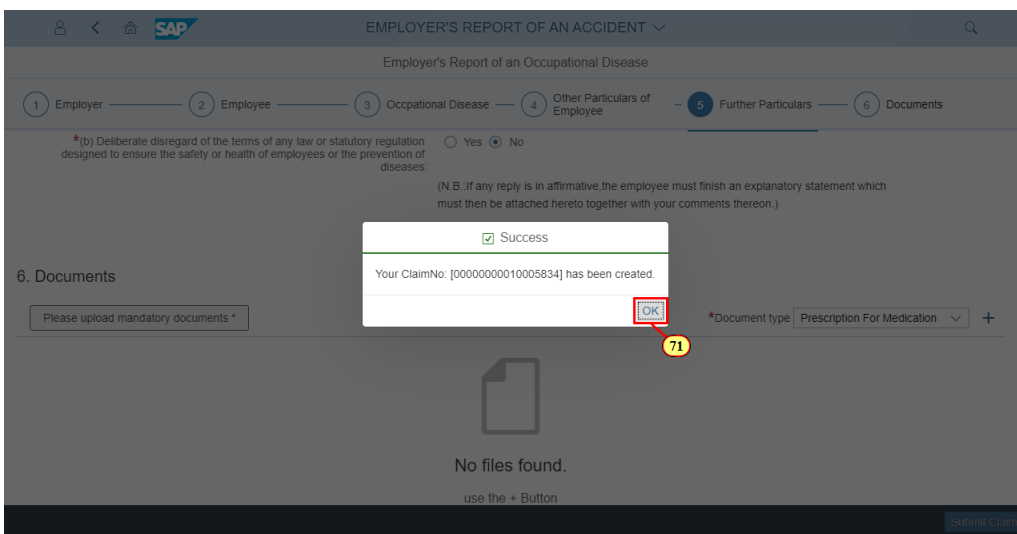 SAP
EMPLOYER'S REPORT OF AN ACCIDENT
Employer's Report of an Occupational Disease
1 Employer
2 Employee
3 Occpational Disease
4 Other Particulars of
Employee
5 Further Particulars
6 Documents
*(b) Deliberate disregard of the terms of any law or statutory regulation
designed to ensure the safety or health of employees or the prevention of
diseases:
Yes No
(N.B.:If any reply is in affirmative,the employee must finish an explanatory statement which
must then be attached hereto together with your comments thereon.)
Success
Your ClaimNo: [00000000010005834] has been created.
OK
71
6. Documents
Please upload mandatory documents *
*Document type Prescription For Medication +
No files found.
use the + Button
Submit Claim